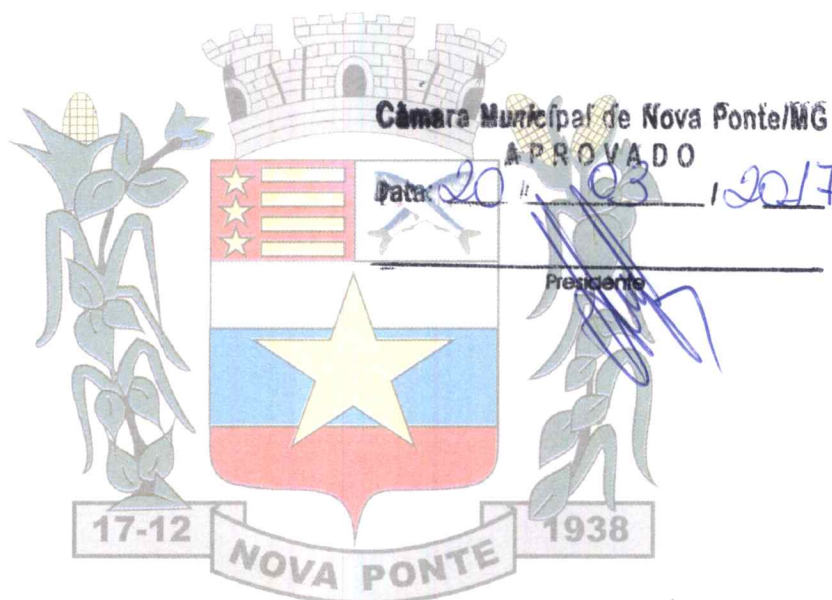 Câmara Municipal de Nova Ponte/MG
APROVADO
Data: 20 / 03 / 2017
Presidente
17-12
NOVA PONTE
1938